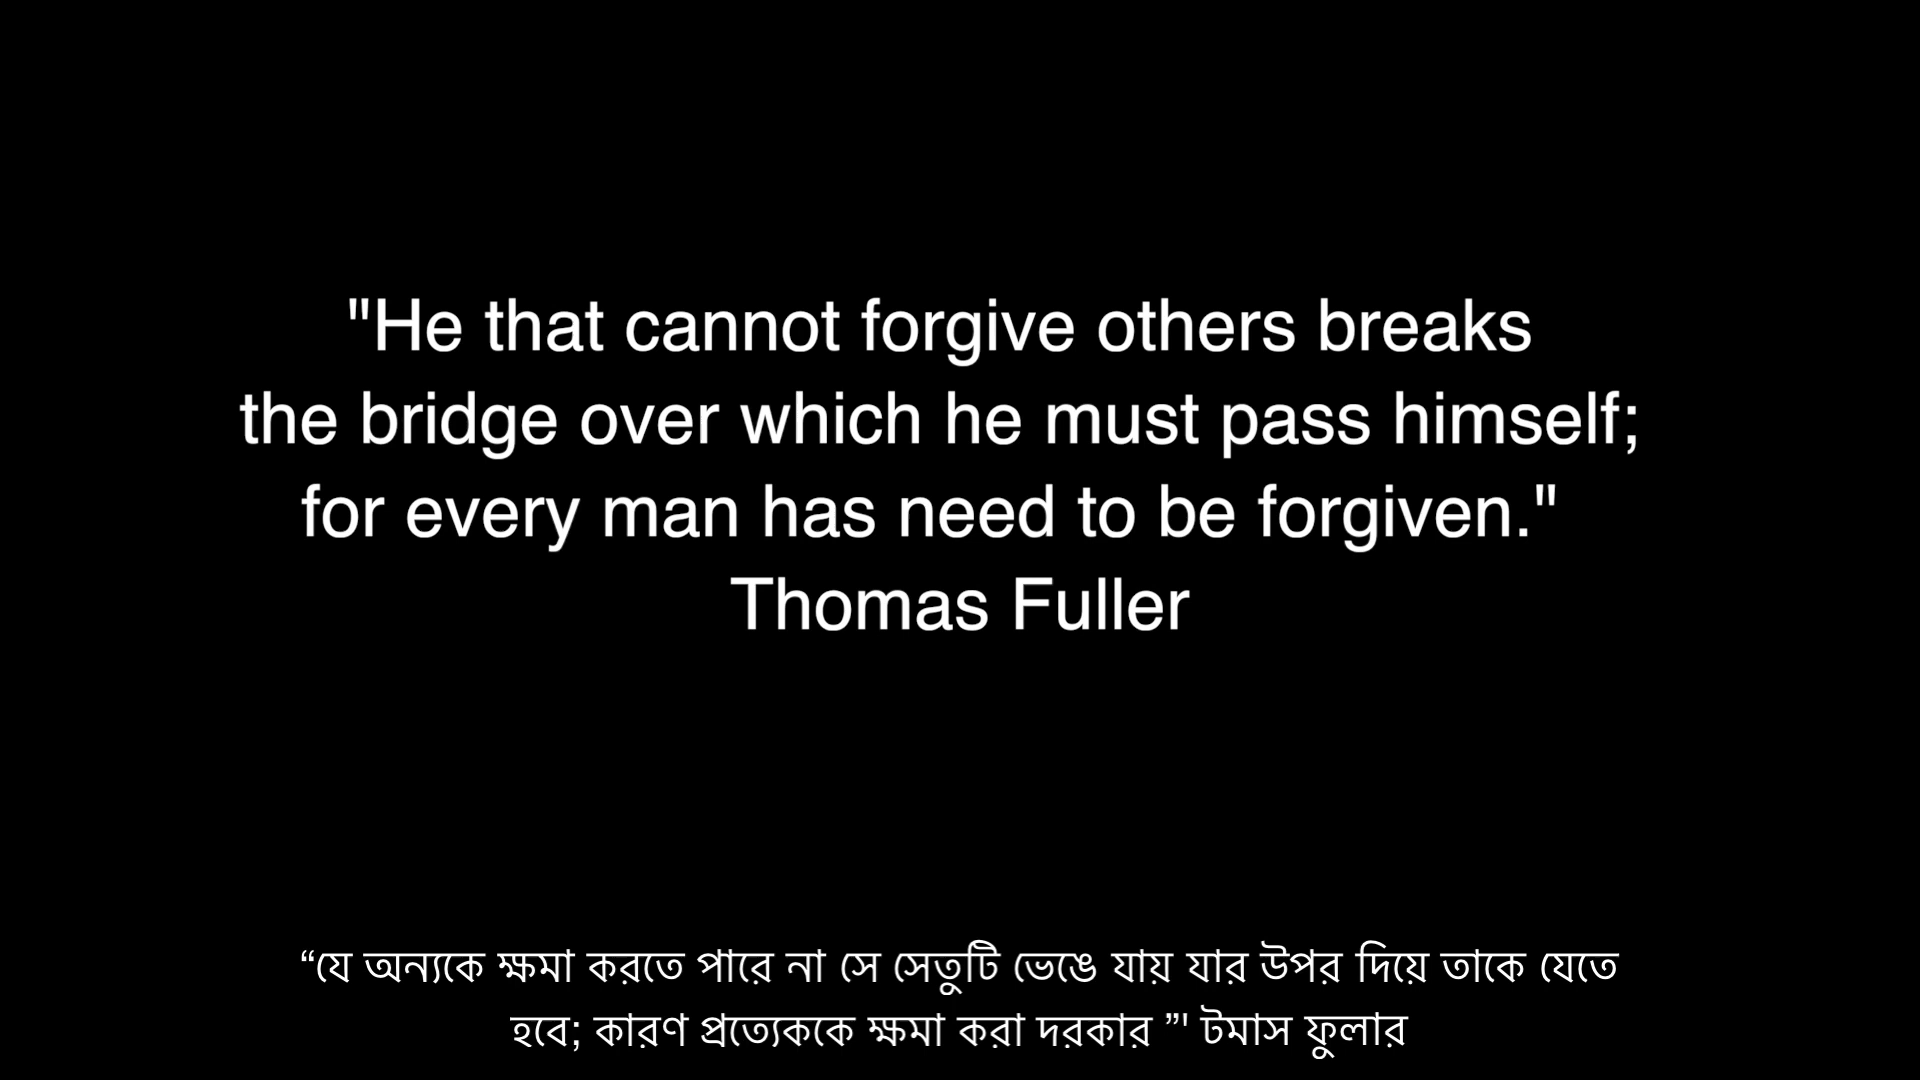 "He that cannot forgive others breaks
the bridge over which he must pass himself;
for every man has need to be forgiven."
Thomas Fuller
“যে অন্যকে ক্ষমা করতে পারে না সে সেতুটি ভেঙে যায় যার উপর দিয়ে তাকে যেতে
হবে; কারণ প্রত্যেককে ক্ষমা করা দরকার ”' টমাস ফুলার